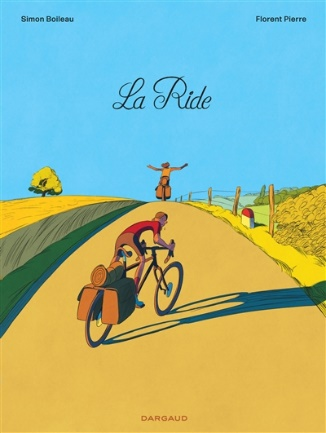 Simon Boileau Florent Pierre
La Ride
DARGAUD